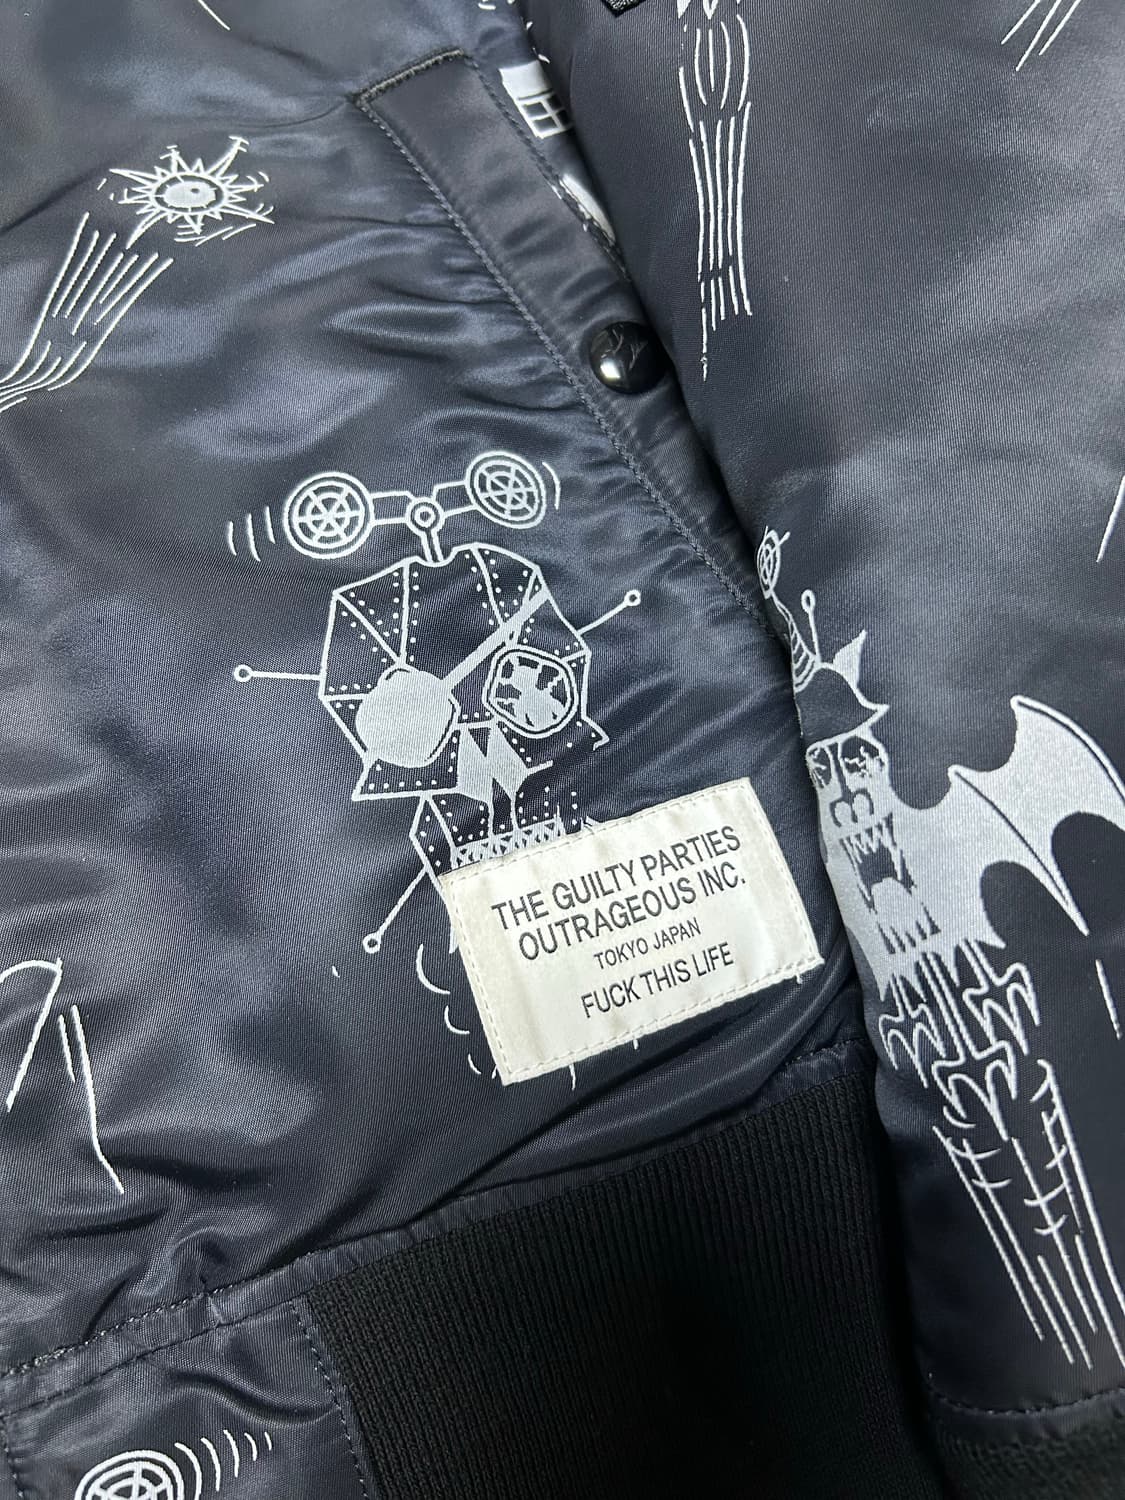 THE GUILTY PARTIES
OUTRAGEOUS INC.
TOKYO JAPAN
FUCK THIS LIFE